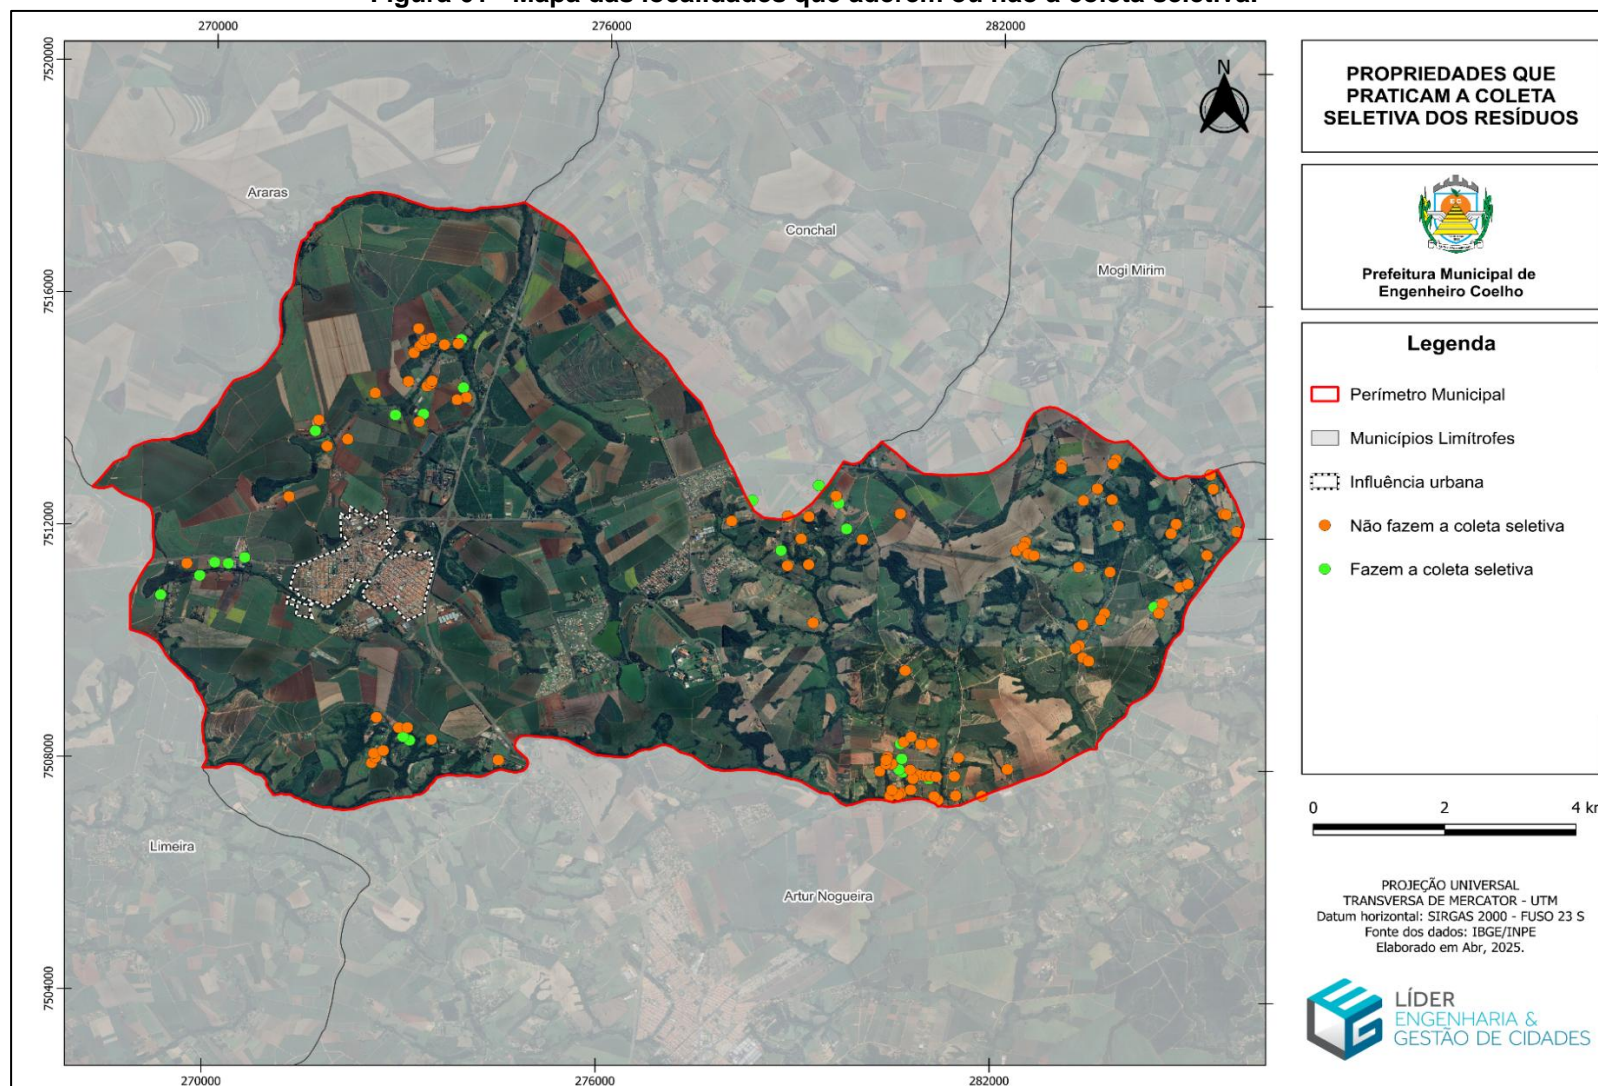 270000
276000
282000
7520000
7516000
7512000
7508000
7504000
Araras
Conchal
Mogi Mirim
Limeira
Artur Nogueira
N
270000
276000
282000
PROPRIEDADES QUE
PRATICAM A COLETA
SELETIVA DOS RESÍDUOS
Prefeitura Municipal de
Engenheiro Coelho
Legenda
Perímetro Municipal
Municípios Limítrofes
Influência urbana
Não fazem a coleta seletiva
Fazem a coleta seletiva
0 2 4 km
PROJEÇÃO UNIVERSAL
TRANSVERSA DE MERCATOR - UTM
Datum horizontal: SIRGAS 2000 - FUSO 23 S
Fonte dos dados: IBGE/INPE
Elaborado em Abr, 2025.
LÍDER
ENGENHARIA &
GESTÃO DE CIDADES